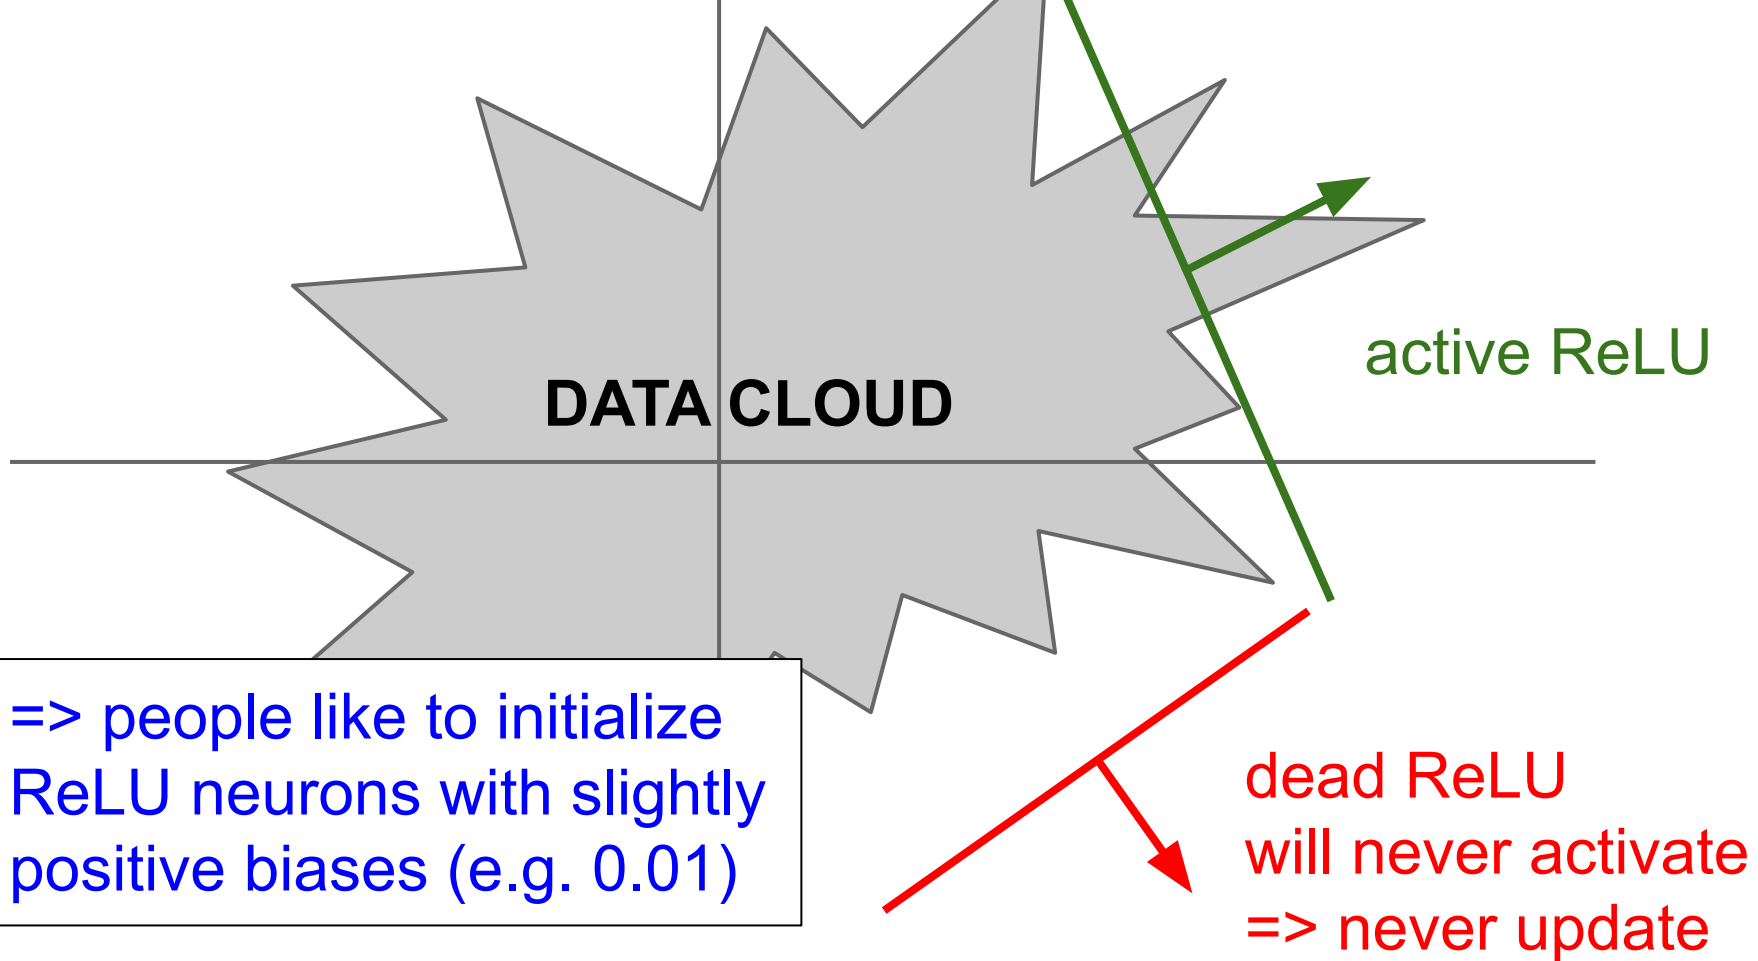 active ReLU
DATA CLOUD
=> people like to initialize
ReLU neurons with slightly
positive biases (e.g. 0.01)
dead ReLU
will never activate
=> never update